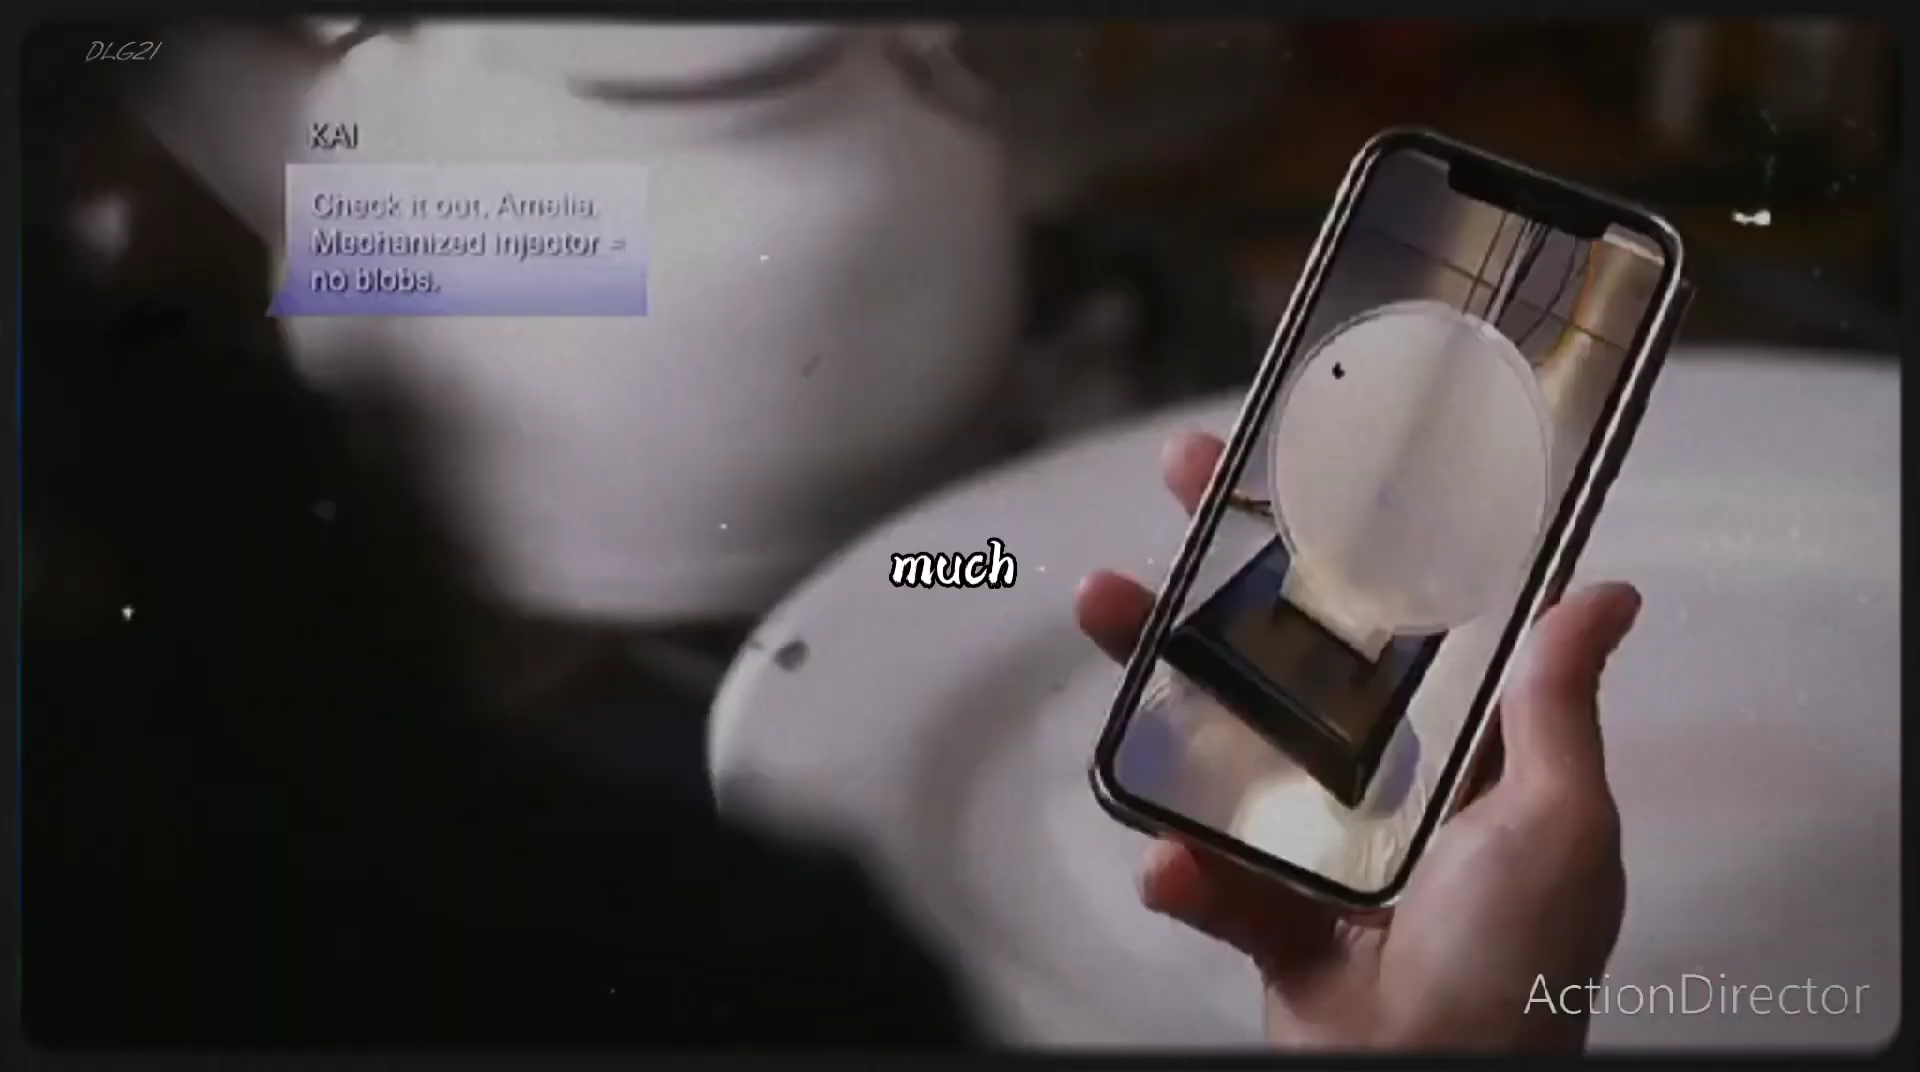 DLG21
KAI
Check it out, Amelia.
Mechanized injector =
no blobs.
much
ActionDirector